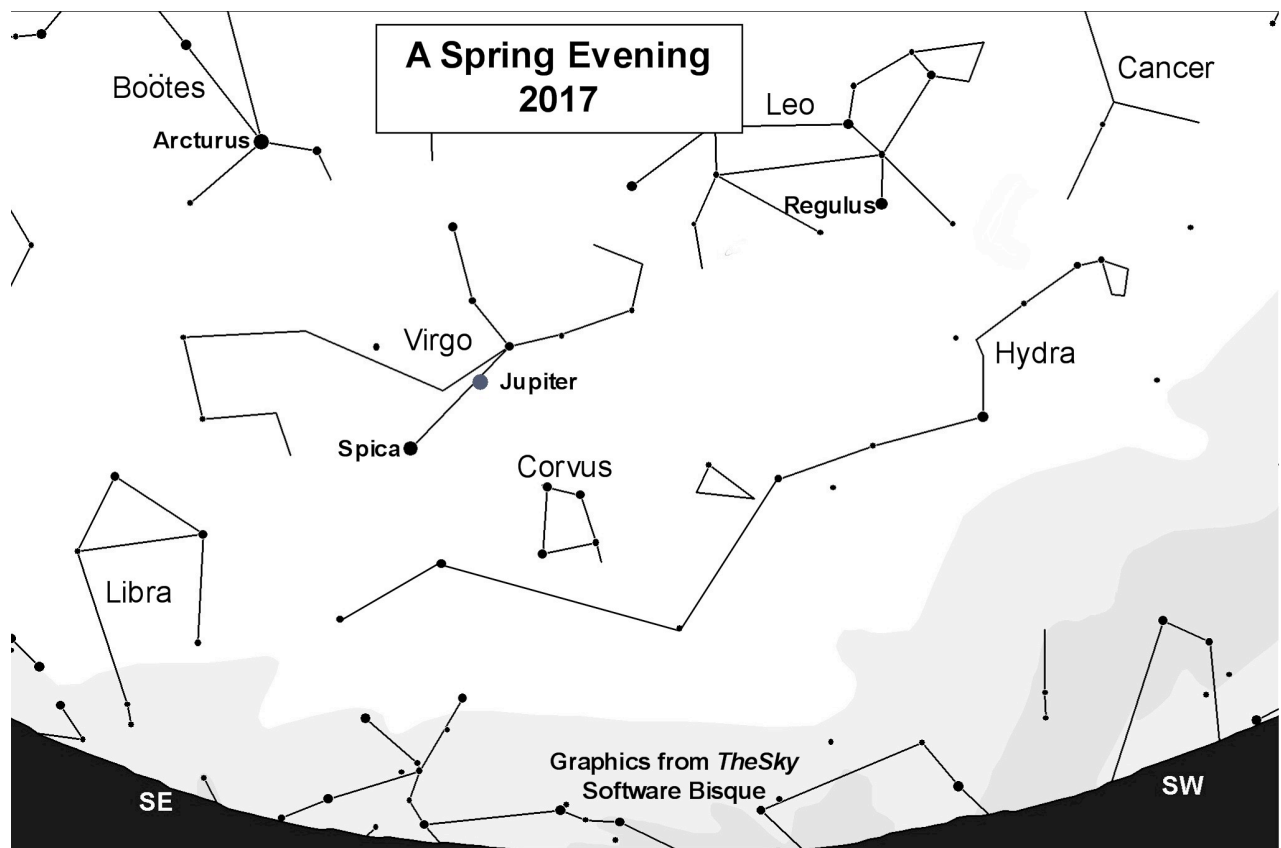 A Spring Evening
2017
Cancer
Boötes
Leo
Arcturus
Regulus
Virgo
Hydra
Jupiter
Spica
Corvus
Libra
Graphics from TheSky
Software Bisque
SE
SW